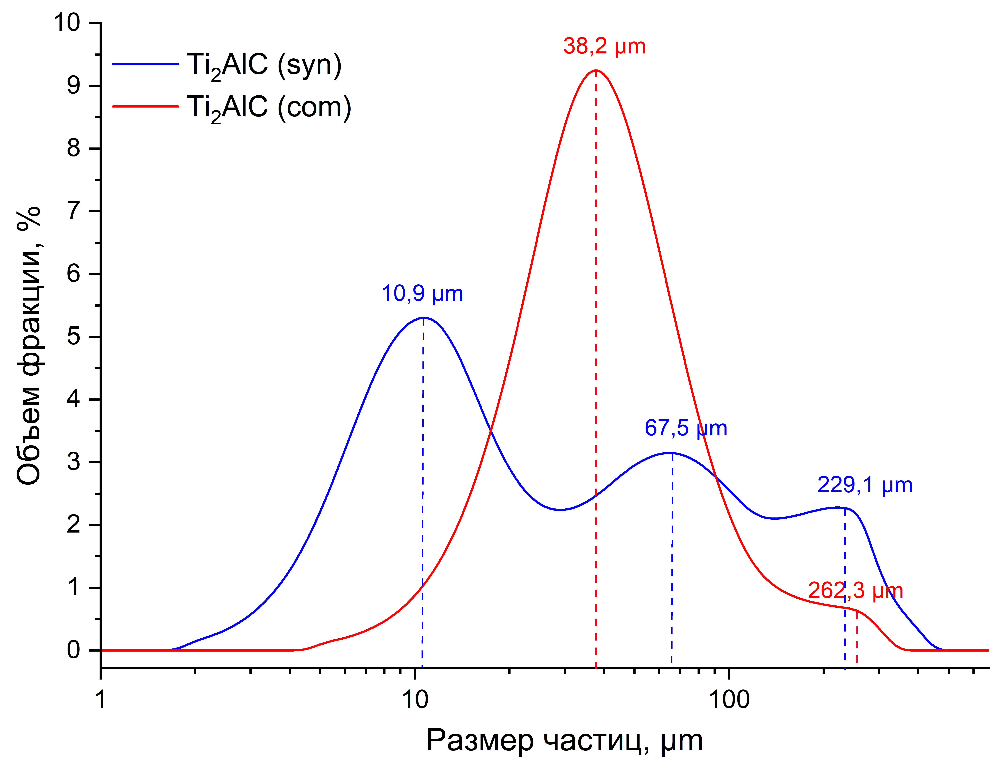 10
9
8
7
6
5
4
3
2
1
0
Объем фракции, %
Ti₂AlC (syn)
Ti₂AlC (com)
38,2 µm
10,9 µm
67,5 µm
229,1 µm
262,3 µm
1 10 100
Размер частиц, µm